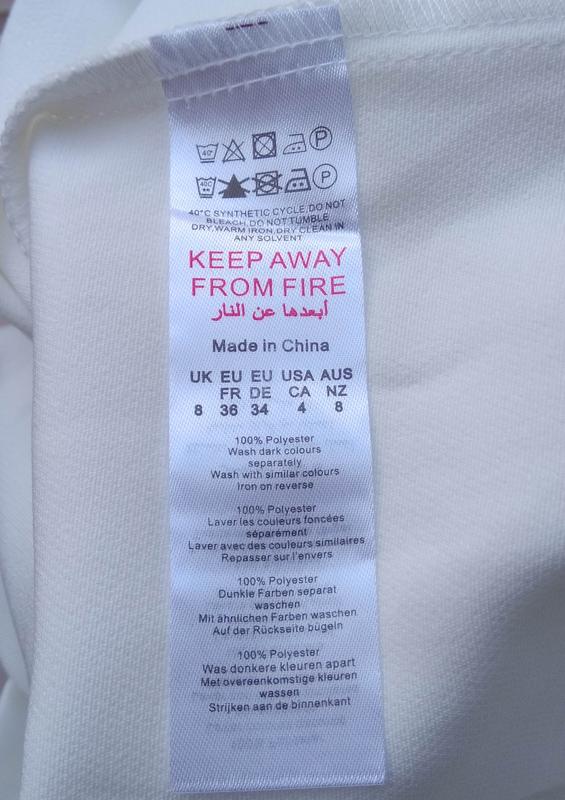 40° P
40C P
40°C SYNTHETIC CYCLE,DO NOT
BLEACH,DO NOT TUMBLE
DRY,WARM IRON,DRY CLEAN IN
ANY SOLVENT
KEEP AWAY
FROM FIRE
أبعدها عن النار
Made in China
UK EU EU USA AUS
FR DE CA NZ
8 36 34 4 8
100% Polyester
Wash dark colours
separately
Wash with similar colours
Iron on reverse
100% Polyester
Laver les couleurs foncées
séparément
Laver avec des couleurs similaires
Repasser sur l'envers
100% Polyester
Dunkle Farben separat
waschen
Mit ähnlichen Farben waschen
Auf der Rückseite bügeln
100% Polyester
Was donkere kleuren apart
Met overeenkomstige kleuren
wassen
Strijken aan de binnenkant